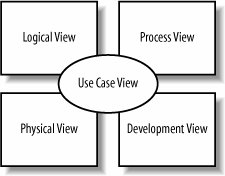 Logical View
Process View
Use Case View
Physical View
Development View